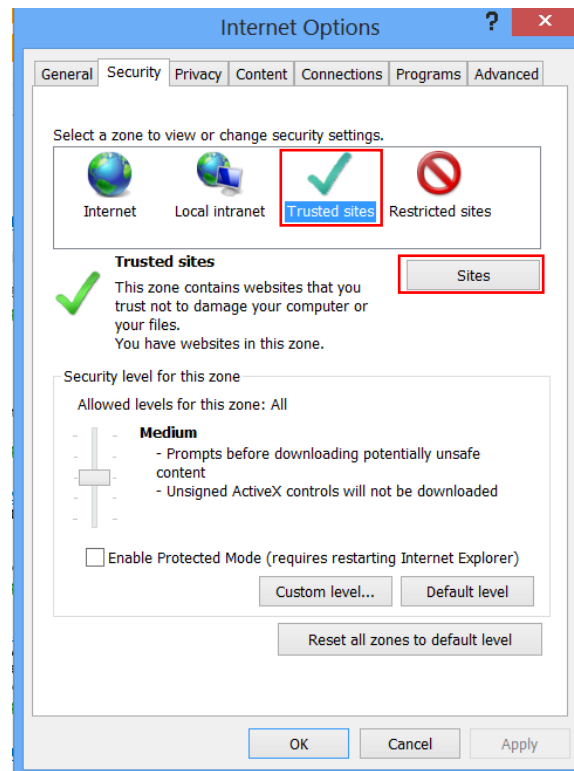 Internet Options
?
×
General Security Privacy Content Connections Programs Advanced
Select a zone to view or change security settings.
Internet Local intranet Trusted sites Restricted sites
Trusted sites
Sites
This zone contains websites that you
trust not to damage your computer or
your files.
You have websites in this zone.
Security level for this zone
Allowed levels for this zone: All
Medium
- Prompts before downloading potentially unsafe
content
- Unsigned ActiveX controls will not be downloaded
Enable Protected Mode (requires restarting Internet Explorer)
Custom level... Default level
Reset all zones to default level
OK Cancel Apply